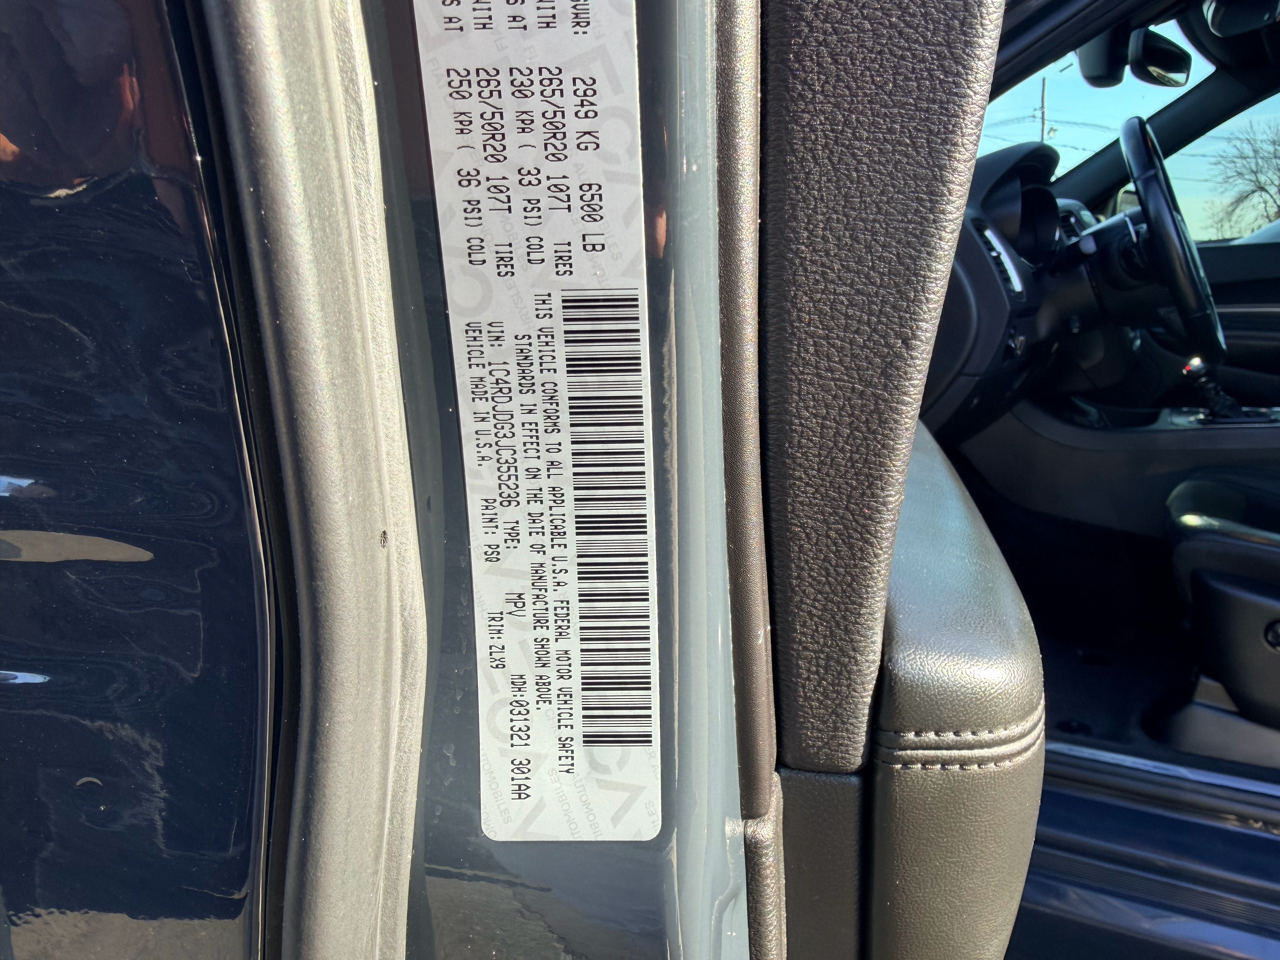 GVWR: 2949 KG 6500 LB
265/50R20 107T TIRES
AT 230 KPA ( 33 PSI) COLD
WITH 265/50R20 107T TIRES
AT 250 KPA ( 36 PSI) COLD
THIS VEHICLE CONFORMS TO ALL APPLICABLE U.S.A. FEDERAL MOTOR VEHICLE SAFETY
STANDARDS IN EFFECT ON THE DATE OF MANUFACTURE SHOWN ABOVE.
VIN: 1C4RDJDG3JC355236 TYPE: MPV MDH:031321 301AA
VEHICLE MADE IN U.S.A. PAINT: PSQ TRIM: ZLX9